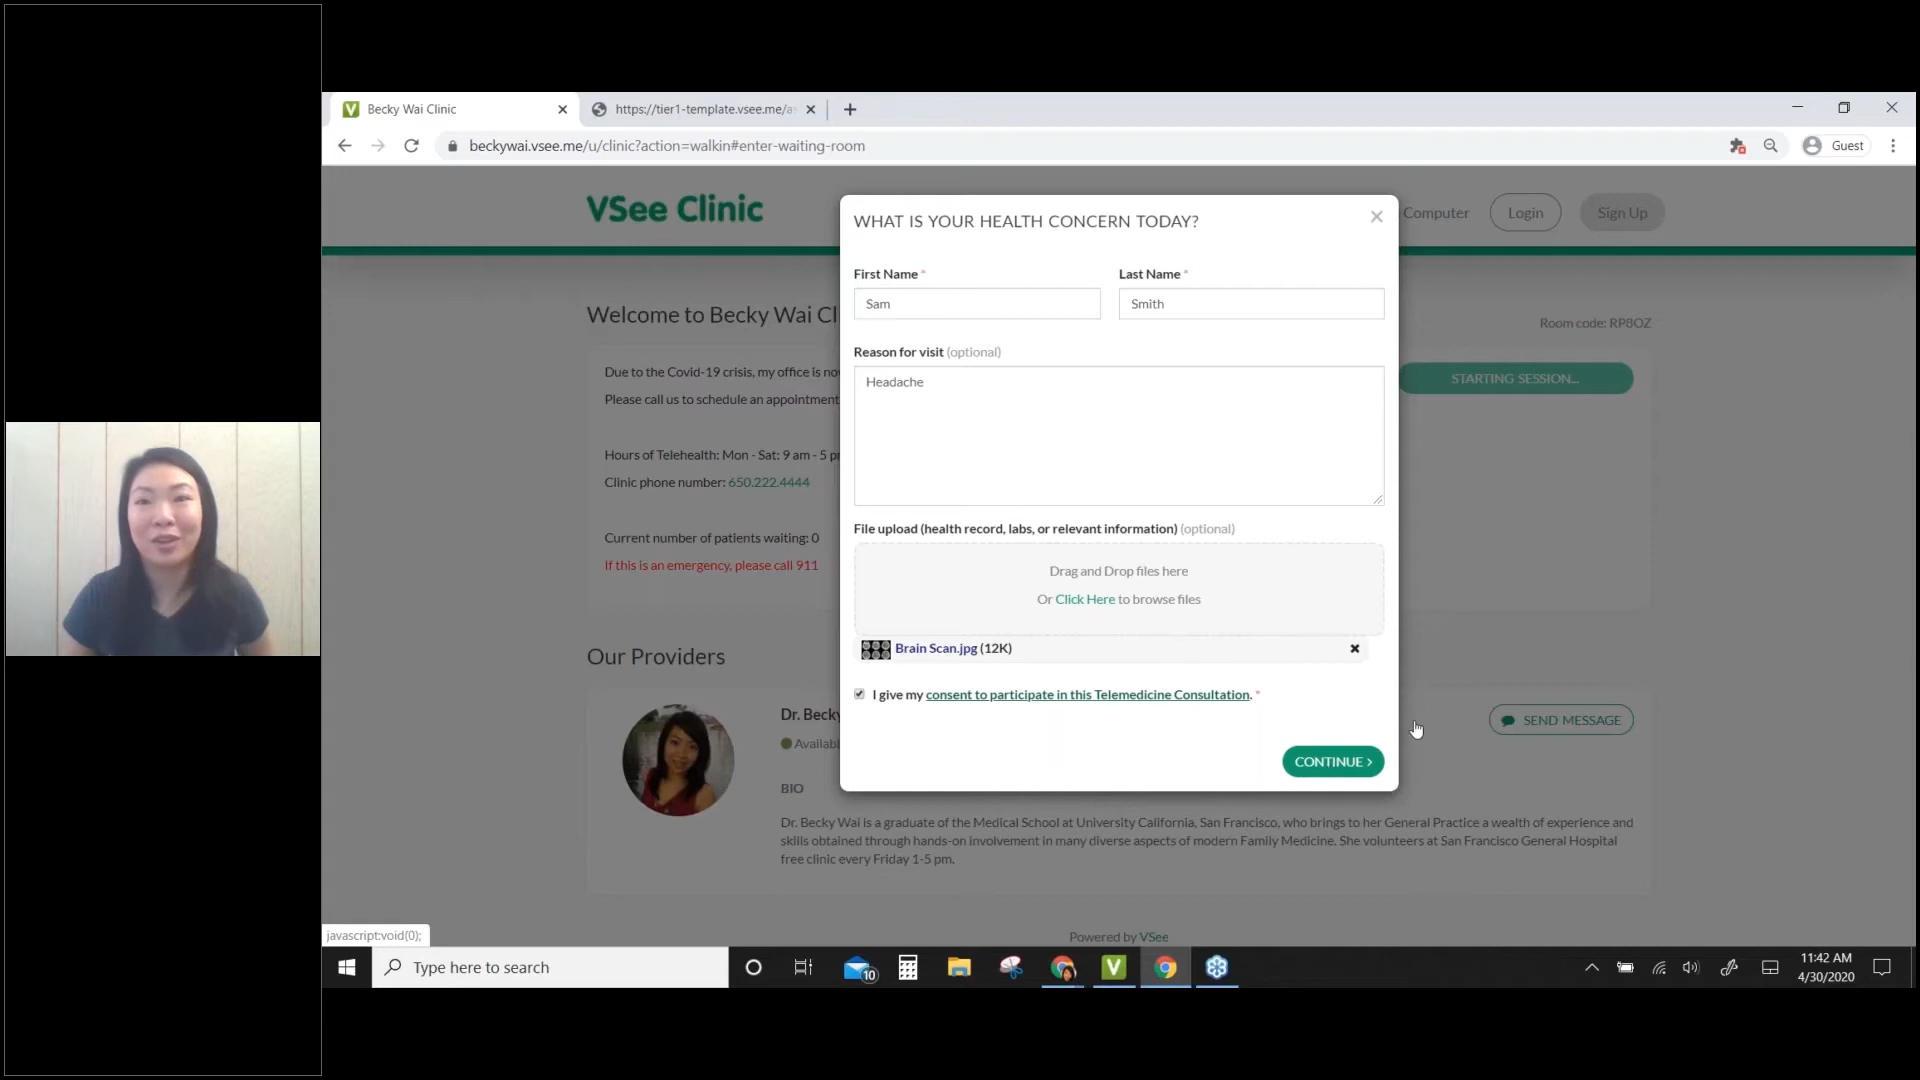 Becky Wai Clinic
https://tier1-template.vsee.me/a
beckywai.vsee.me/u/clinic?action=walkin#enter-waiting-room
Guest
VSee Clinic
Computer
Login
Sign Up
WHAT IS YOUR HEALTH CONCERN TODAY?
First Name *
Last Name *
Sam
Smith
Welcome to Becky Wai Cl
Room code: RP8OZ
Reason for visit (optional)
Headache
Due to the Covid-19 crisis, my office is no
Please call us to schedule an appointment
STARTING SESSION...
Hours of Telehealth: Mon - Sat: 9 am - 5 p
Clinic phone number: 650.222.4444
File upload (health record, labs, or relevant information) (optional)
Current number of patients waiting: 0
If this is an emergency, please call 911
Drag and Drop files here
Or Click Here to browse files
Brain Scan.jpg (12K)
Our Providers
I give my consent to participate in this Telemedicine Consultation. *
Dr. Becky
Availabl
SEND MESSAGE
CONTINUE >
BIO
Dr. Becky Wai is a graduate of the Medical School at University California, San Francisco, who brings to her General Practice a wealth of experience and
skills obtained through hands-on involvement in many diverse aspects of modern Family Medicine. She volunteers at San Francisco General Hospital
free clinic every Friday 1-5 pm.
javascript:void(0);
Powered by VSee
Type here to search
10
11:42 AM
4/30/2020